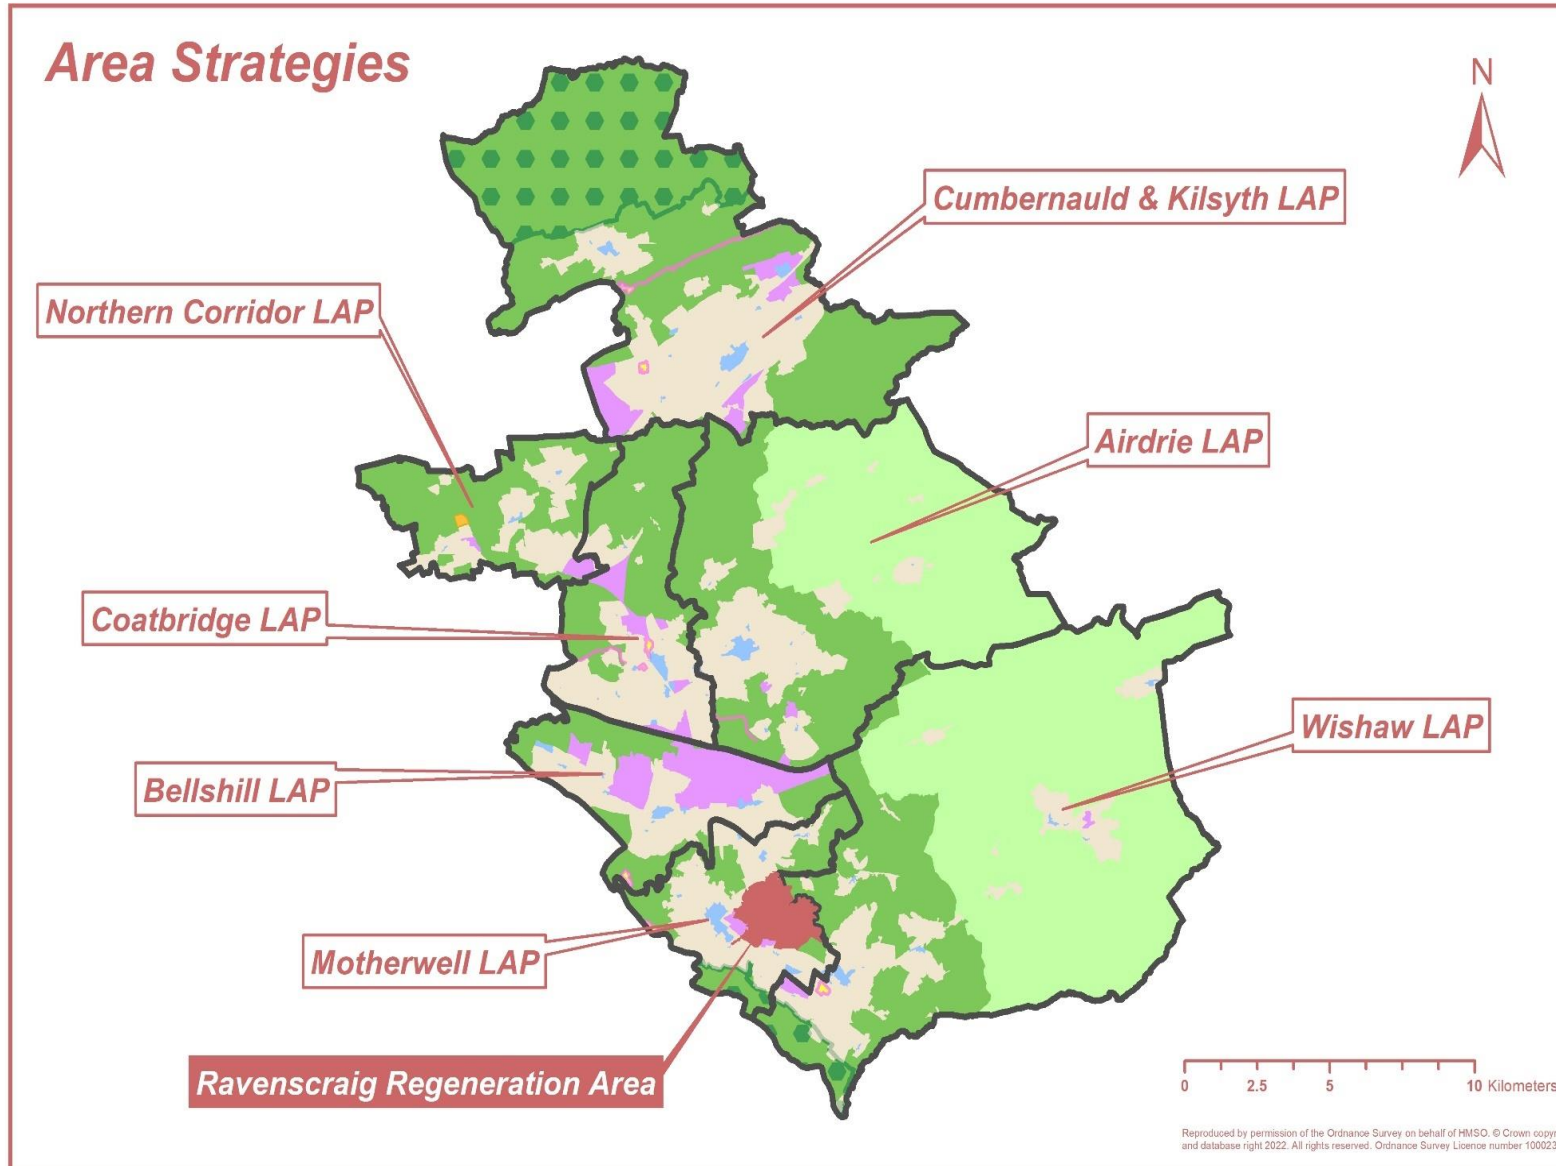 Area Strategies
N
Cumbernauld & Kilsyth LAP
Northern Corridor LAP
Airdrie LAP
Coatbridge LAP
Wishaw LAP
Bellshill LAP
Motherwell LAP
Ravenscraig Regeneration Area
0 2.5 5 10 Kilometers
Reproduced by permission of the Ordnance Survey on behalf of HMSO. © Crown copyr
and database right 2022. All rights reserved. Ordnance Survey Licence number 100023